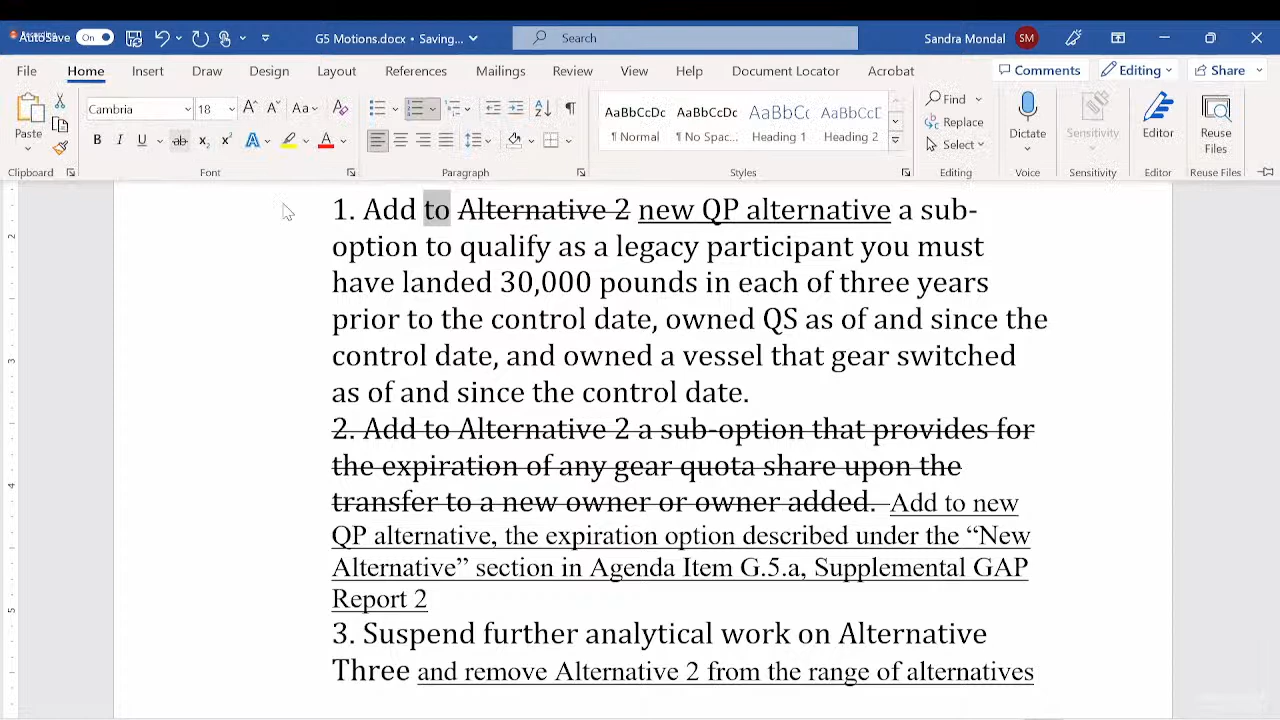 AutoSave On G5 Motions.docx • Saving... Search Sandra Mondal SM
File Home Insert Draw Design Layout References Mailings Review View Help Document Locator Acrobat Comments Editing Share
Paste Cambria 18 A A Aa A AaBbCcDc AaBbCcDc AaBbCc AaBbCcD Find Replace Select Dictate Sensitivity Editor Reuse Files
B I U ab x₂ x² A A ¶ Normal ¶ No Spac... Heading 1 Heading 2
Clipboard Font Paragraph Styles Editing Voice Sensitivity Editor Reuse Files
1. Add to Alternative 2 new QP alternative a sub-
option to qualify as a legacy participant you must
have landed 30,000 pounds in each of three years
prior to the control date, owned QS as of and since the
control date, and owned a vessel that gear switched
as of and since the control date.
2. Add to Alternative 2 a sub-option that provides for
the expiration of any gear quota share upon the
transfer to a new owner or owner added. Add to new
QP alternative, the expiration option described under the “New
Alternative” section in Agenda Item G.5.a, Supplemental GAP
Report 2
3. Suspend further analytical work on Alternative
Three and remove Alternative 2 from the range of alternatives